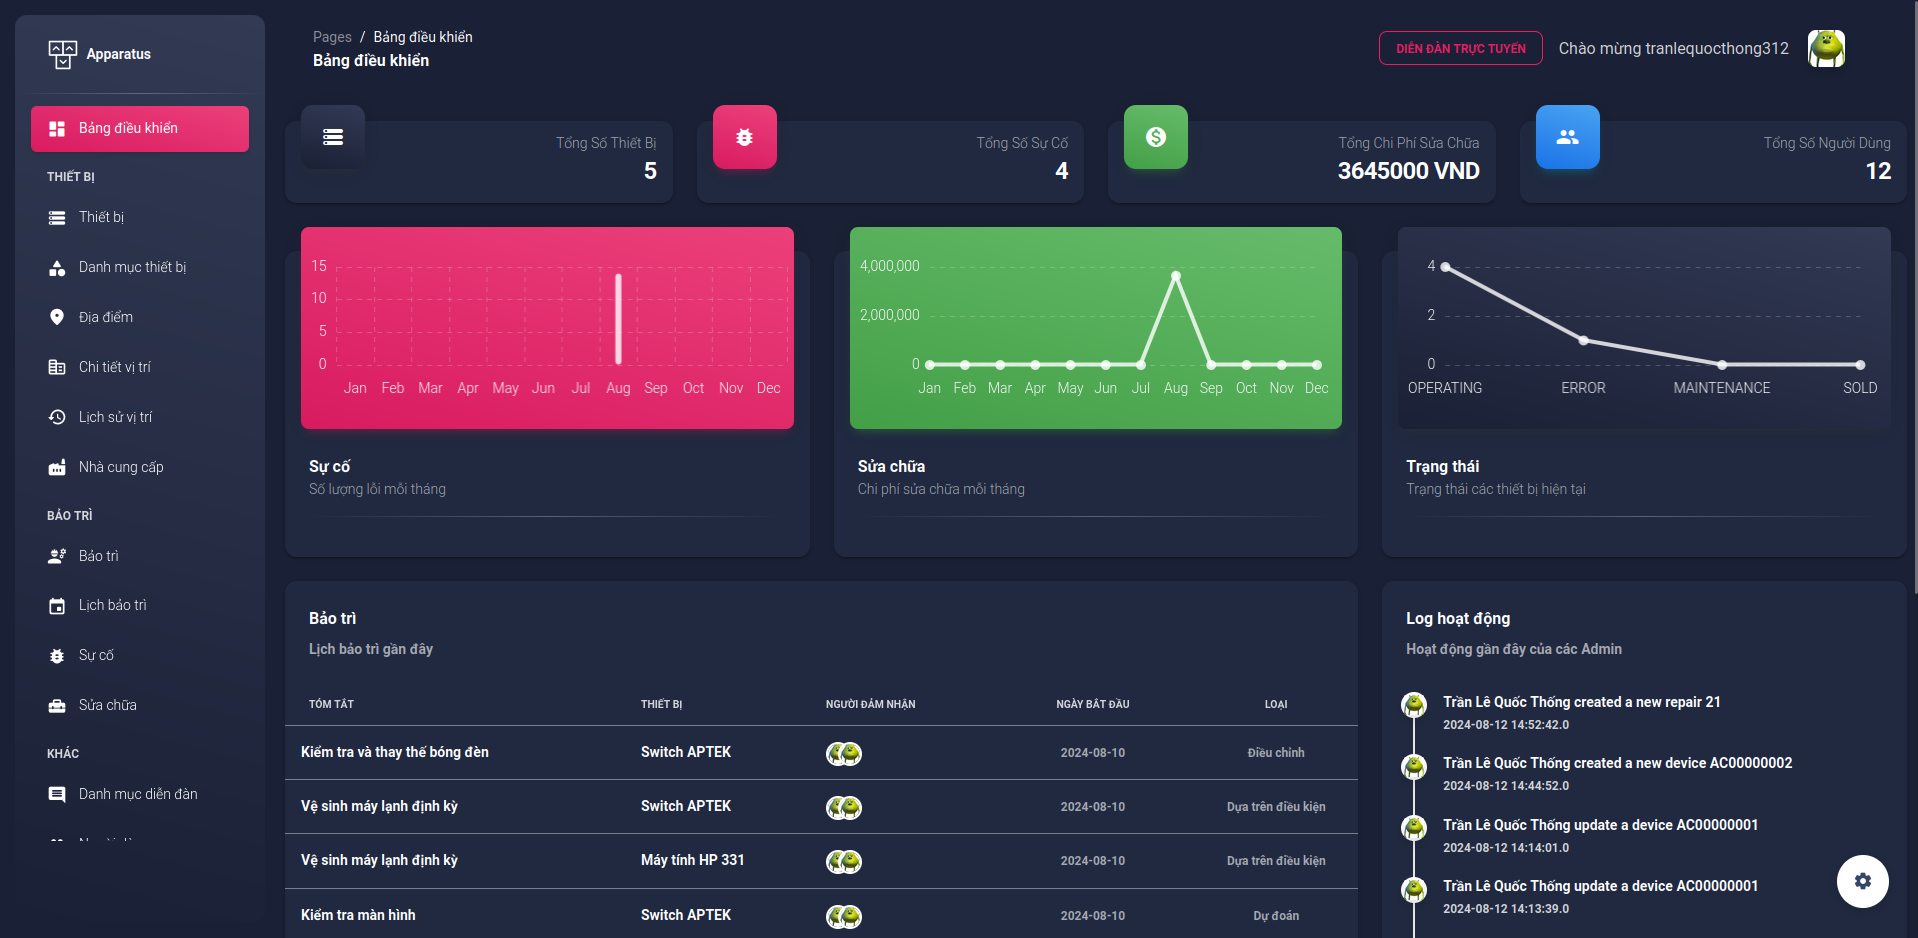 Apparatus
Bảng điều khiển
THIẾT BỊ
Thiết bị
Danh mục thiết bị
Địa điểm
Chi tiết vị trí
Lịch sử vị trí
Nhà cung cấp
BẢO TRÌ
Bảo trì
Lịch bảo trì
Sự cố
Sửa chữa
KHÁC
Danh mục diễn đàn
Pages / Bảng điều khiển
Bảng điều khiển
DIỄN ĐÀN TRỰC TUYẾN
Chào mừng tranlequocthong312
Tổng Số Thiết Bị
5
Tổng Số Sự Cố
4
Tổng Chi Phí Sửa Chữa
3645000 VND
Tổng Số Người Dùng
12
15
10
5
0
Jan Feb Mar Apr May Jun Jul Aug Sep Oct Nov Dec
Sự cố
Số lượng lỗi mỗi tháng
4,000,000
2,000,000
0
Jan Feb Mar Apr May Jun Jul Aug Sep Oct Nov Dec
Sửa chữa
Chi phí sửa chữa mỗi tháng
4
2
0
OPERATING ERROR MAINTENANCE SOLD
Trạng thái
Trạng thái các thiết bị hiện tại
Bảo trì
Lịch bảo trì gần đây
TÓM TẮT THIẾT BỊ NGƯỜI ĐẢM NHẬN NGÀY BẮT ĐẦU LOẠI
Kiểm tra và thay thế bóng đèn Switch APTEK 2024-08-10 Điều chỉnh
Vệ sinh máy lạnh định kỳ Switch APTEK 2024-08-10 Dựa trên điều kiện
Vệ sinh máy lạnh định kỳ Máy tính HP 331 2024-08-10 Dựa trên điều kiện
Kiểm tra màn hình Switch APTEK 2024-08-10 Dự đoán
Log hoạt động
Hoạt động gần đây của các Admin
Trần Lê Quốc Thống created a new repair 21
2024-08-12 14:52:42.0
Trần Lê Quốc Thống created a new device AC00000002
2024-08-12 14:44:52.0
Trần Lê Quốc Thống update a device AC00000001
2024-08-12 14:14:01.0
Trần Lê Quốc Thống update a device AC00000001
2024-08-12 14:13:39.0